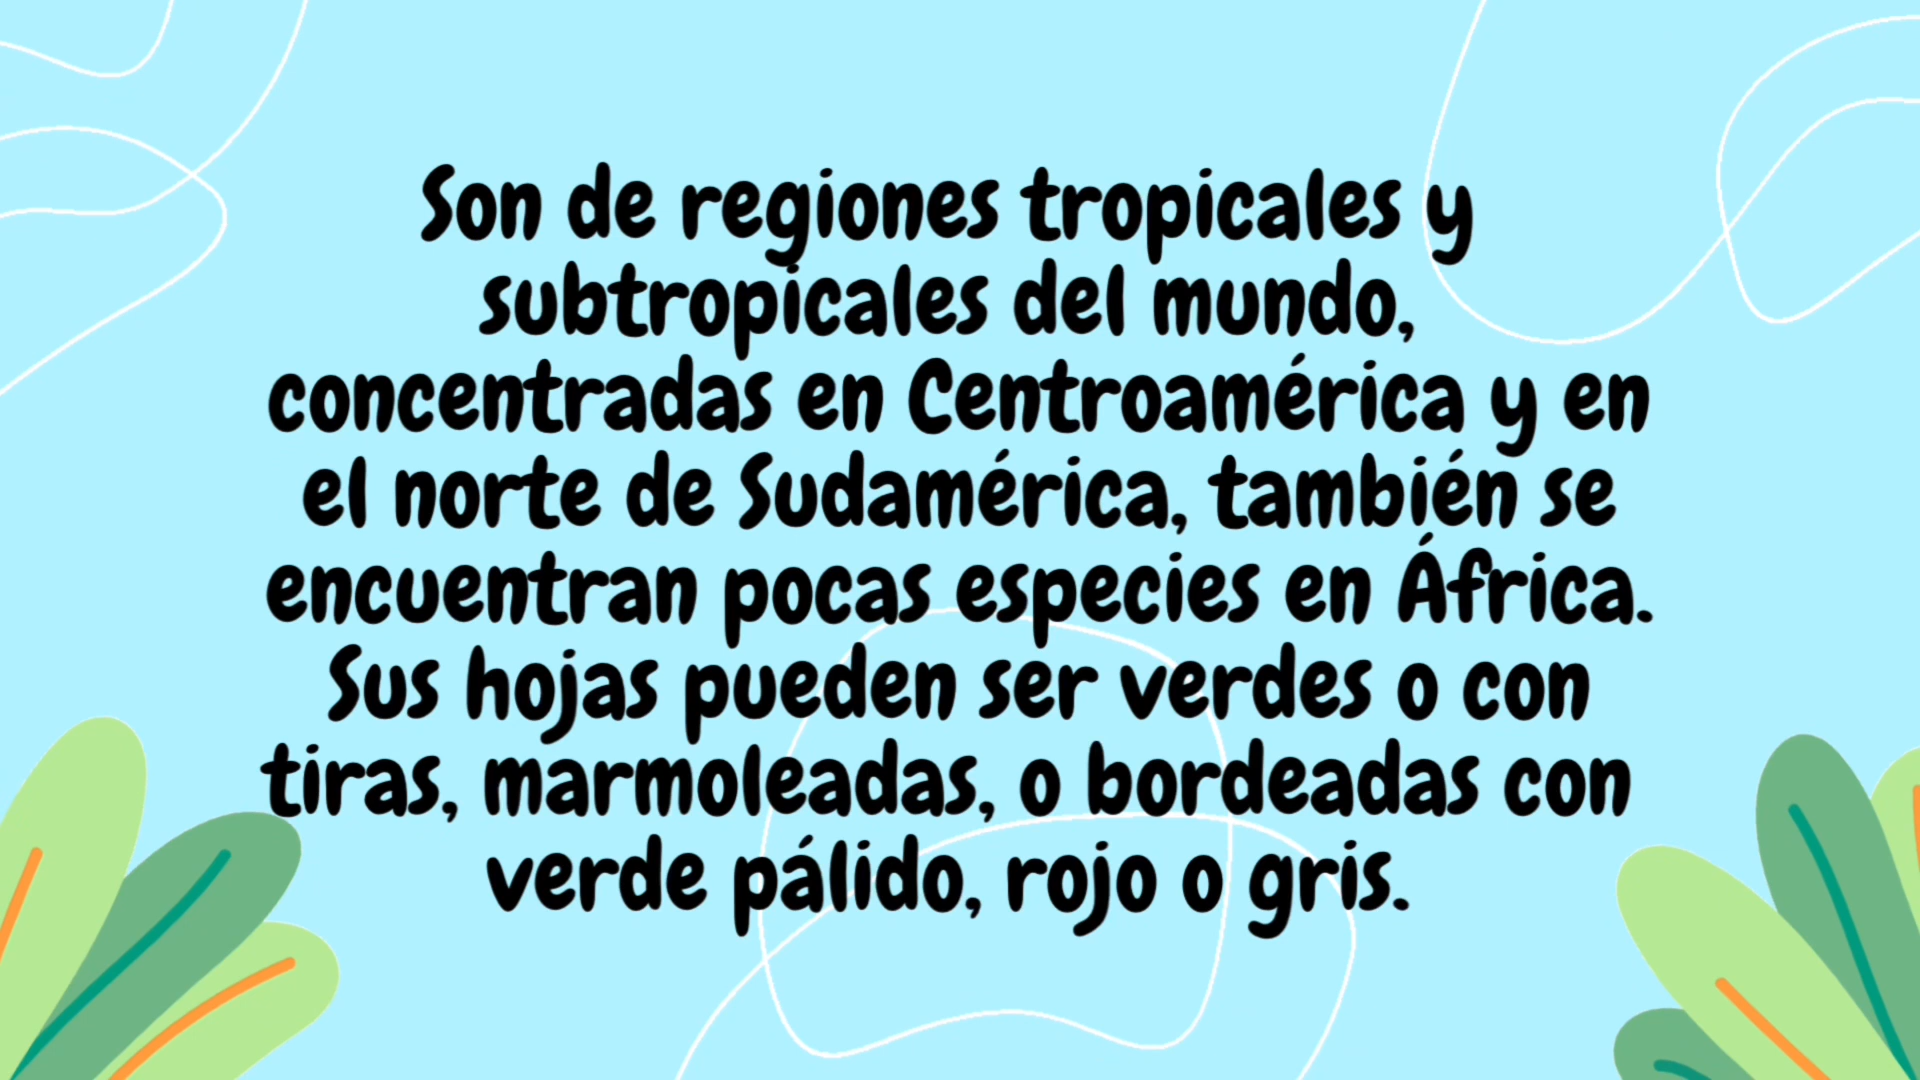 Son de regiones tropicales y
subtropicales del mundo,
concentradas en Centroamérica y en
el norte de Sudamérica, también se
encuentran pocas especies en África.
Sus hojas pueden ser verdes o con
tiras, marmoleadas, o bordeadas con
verde pálido, rojo o gris.